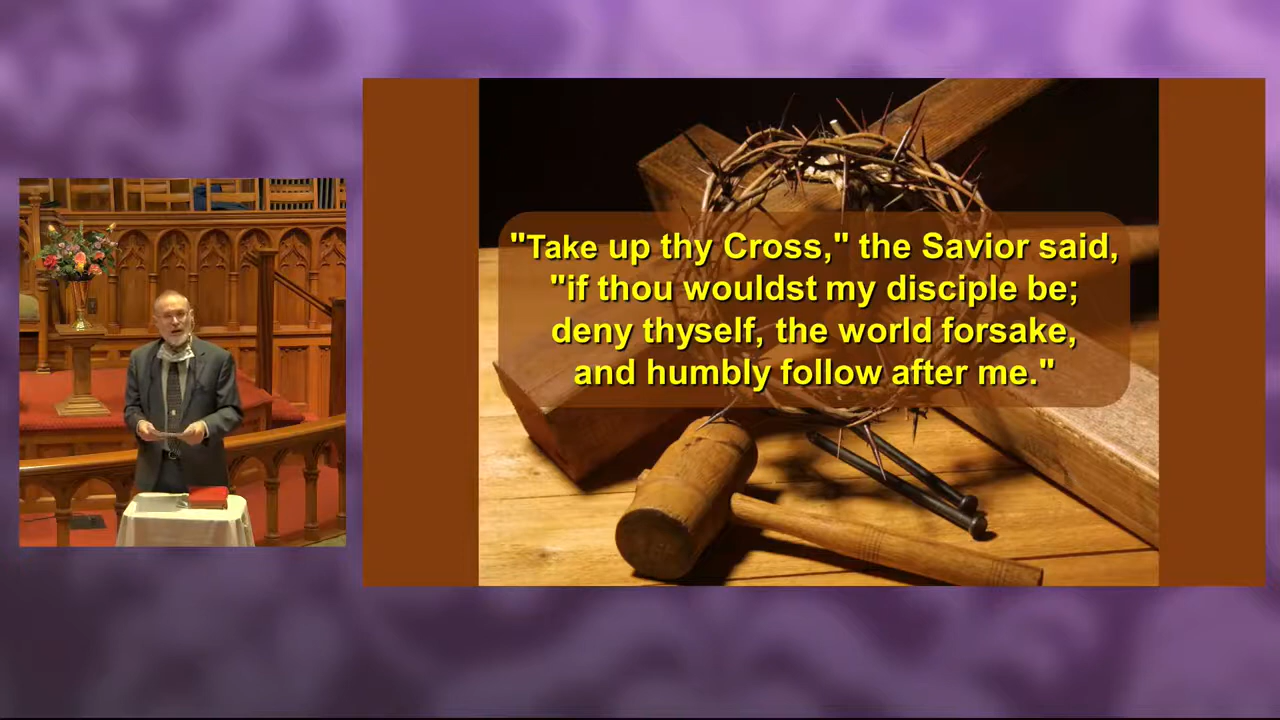 "Take up thy Cross," the Savior said,
"if thou wouldst my disciple be;
deny thyself, the world forsake,
and humbly follow after me."